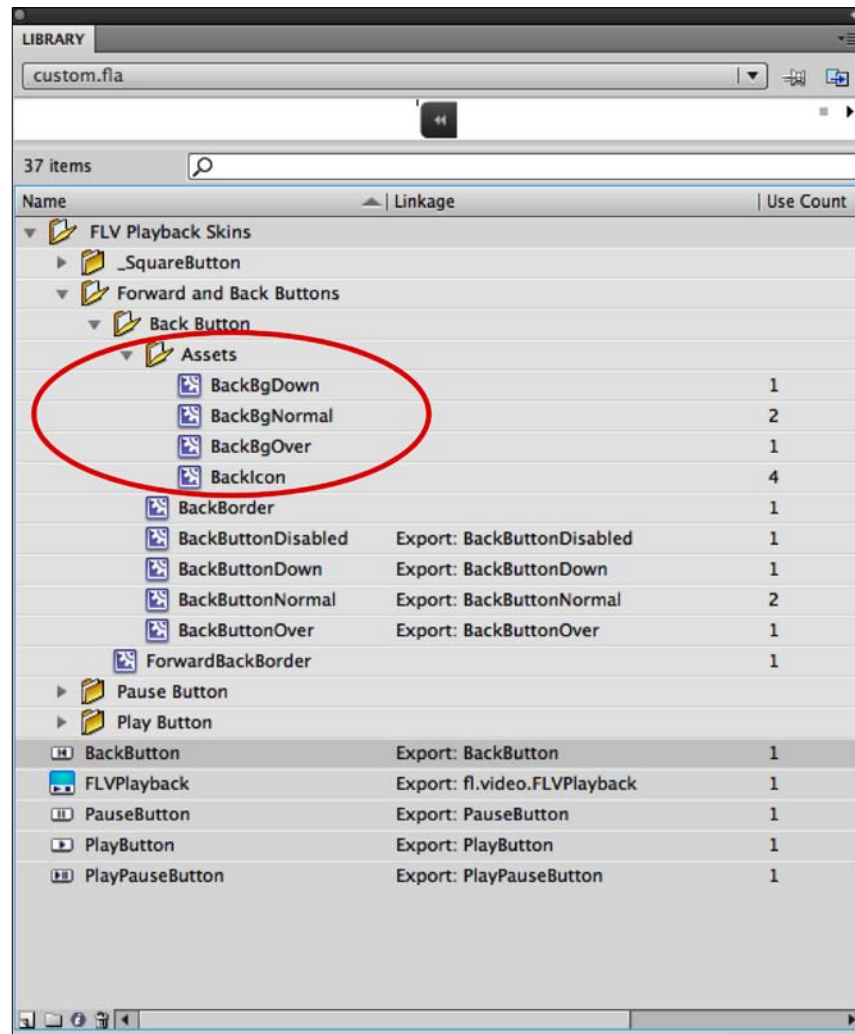 LIBRARY
custom.fla
37 items
Name Linkage Use Count
FLV Playback Skins
_SquareButton
Forward and Back Buttons
Back Button
Assets
BackBgDown 1
BackBgNormal 2
BackBgOver 1
BackIcon 4
BackBorder 1
BackButtonDisabled Export: BackButtonDisabled 1
BackButtonDown Export: BackButtonDown 1
BackButtonNormal Export: BackButtonNormal 2
BackButtonOver Export: BackButtonOver 1
ForwardBackBorder 1
Pause Button
Play Button
BackButton Export: BackButton 1
FLVPlayback Export: fl.video.FLVPlayback 1
PauseButton Export: PauseButton 1
PlayButton Export: PlayButton 1
PlayPauseButton Export: PlayPauseButton 1